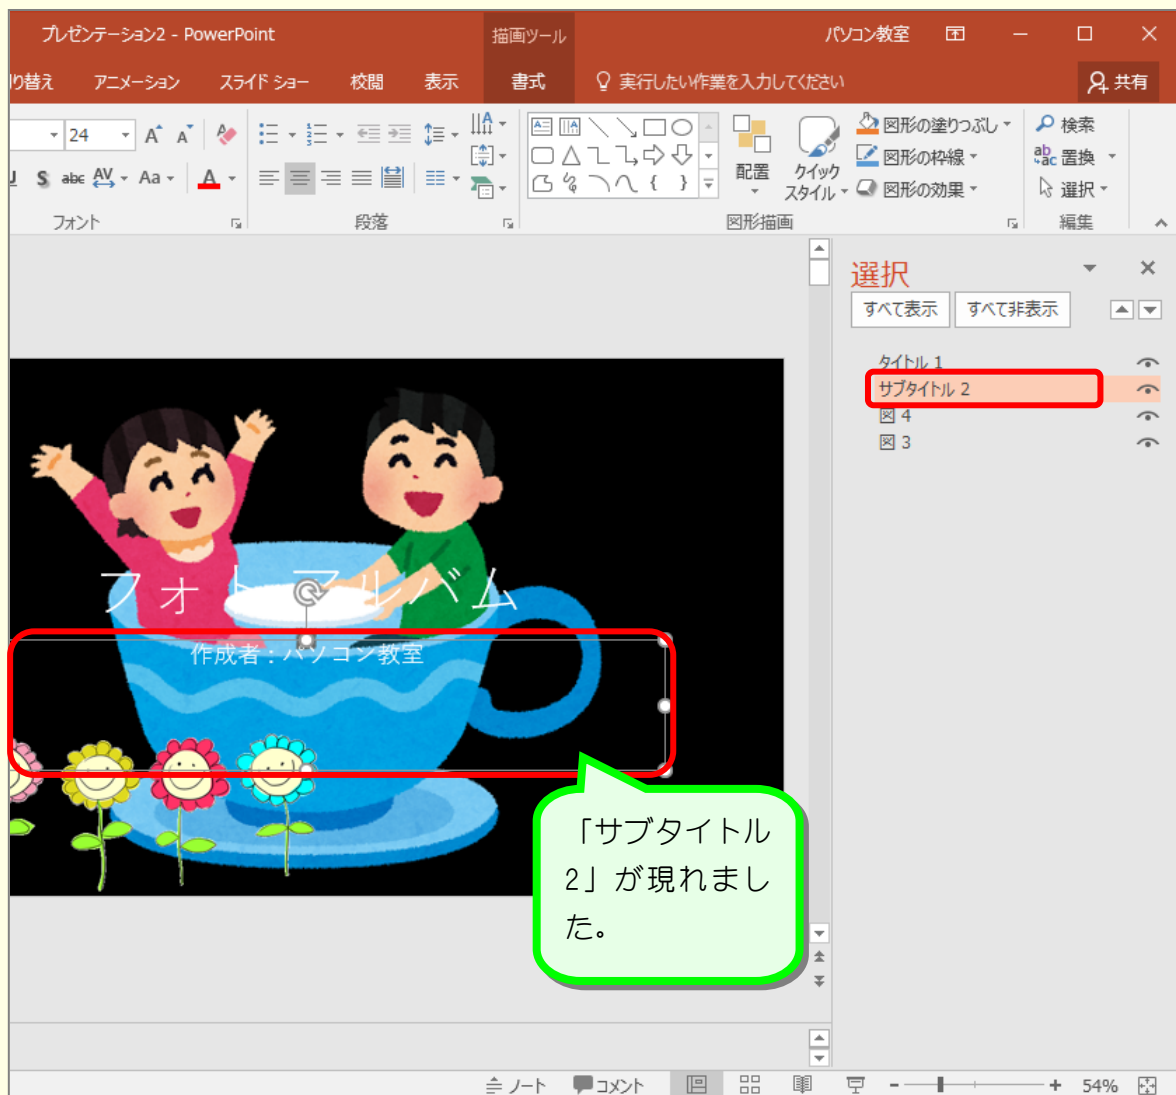 プレゼンテーション2 - PowerPoint
描画ツール
パソコン教室
り替え アニメーション スライド ショー 校閲 表示 書式 実行したい作業を入力してください 共有
24 A A
S abc AV Aa A
フォント
段落
配置
クイック
スタイル
図形の塗りつぶし
図形の枠線
図形の効果
図形描画
検索
置換
選択
編集
選択
すべて表示 すべて非表示
タイトル 1
サブタイトル 2
図 4
図 3
フォト アルバム
作成者：パソコン教室
「サブタイトル
2」が現れまし
た。
ノート コメント 54%